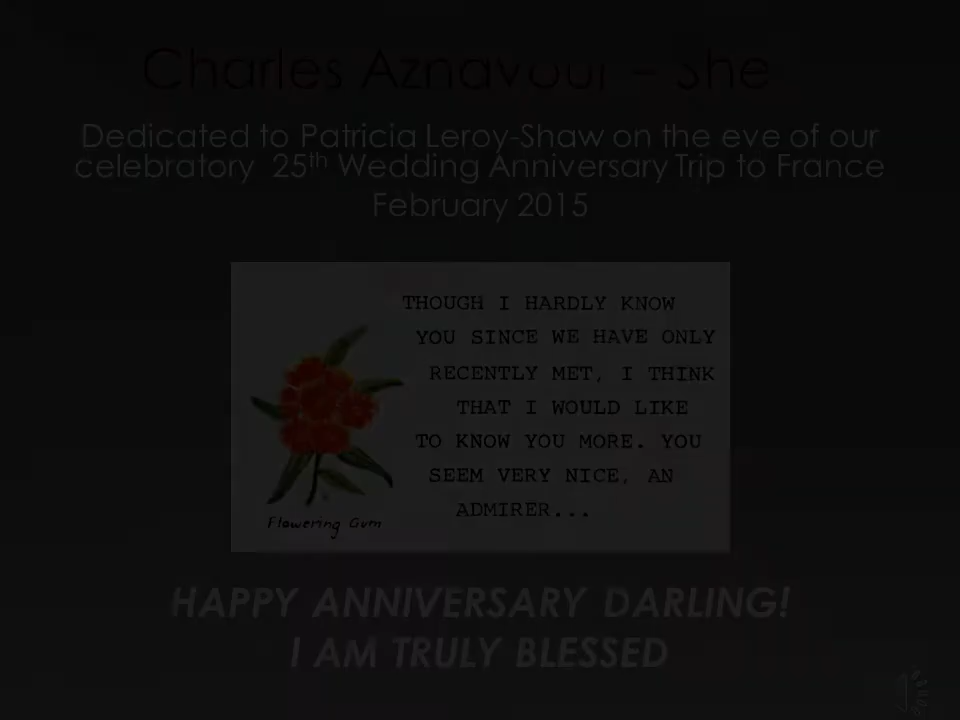 Charles Aznavour – She
Dedicated to Patricia Leroy-Shaw on the eve of our
celebratory 25th Wedding Anniversary Trip to France
February 2015
THOUGH I HARDLY KNOW
YOU SINCE WE HAVE ONLY
RECENTLY MET, I THINK
THAT I WOULD LIKE
TO KNOW YOU MORE. YOU
SEEM VERY NICE, AN
ADMIRER...
Flowering Gum
HAPPY ANNIVERSARY DARLING!
I AM TRULY BLESSED